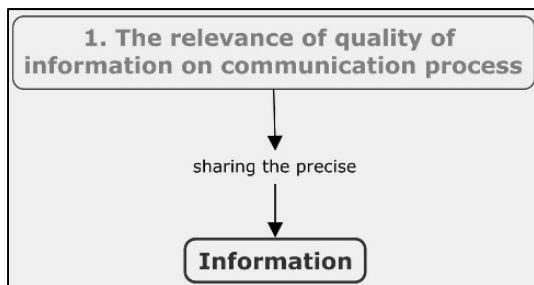 1. The relevance of quality of
information on communication process
sharing the precise
Information